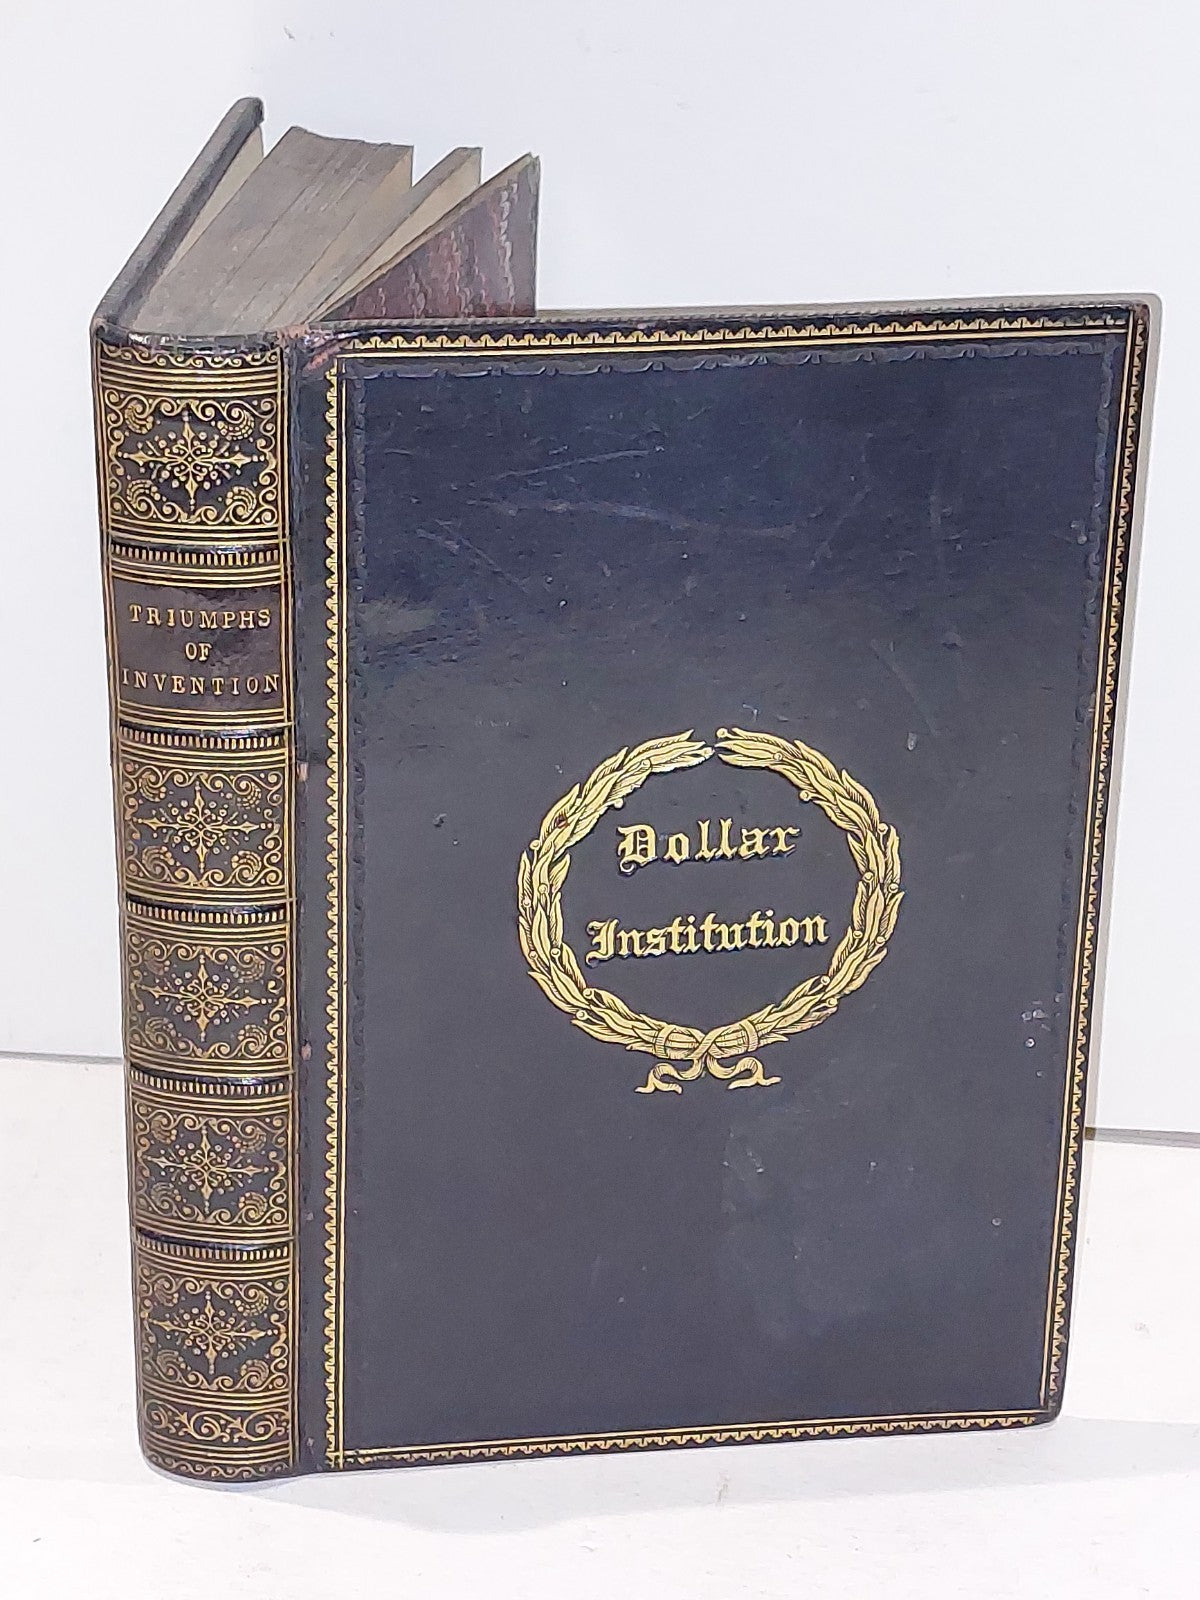 TRIUMPHS
OF
INVENTION
Dollar
Institution